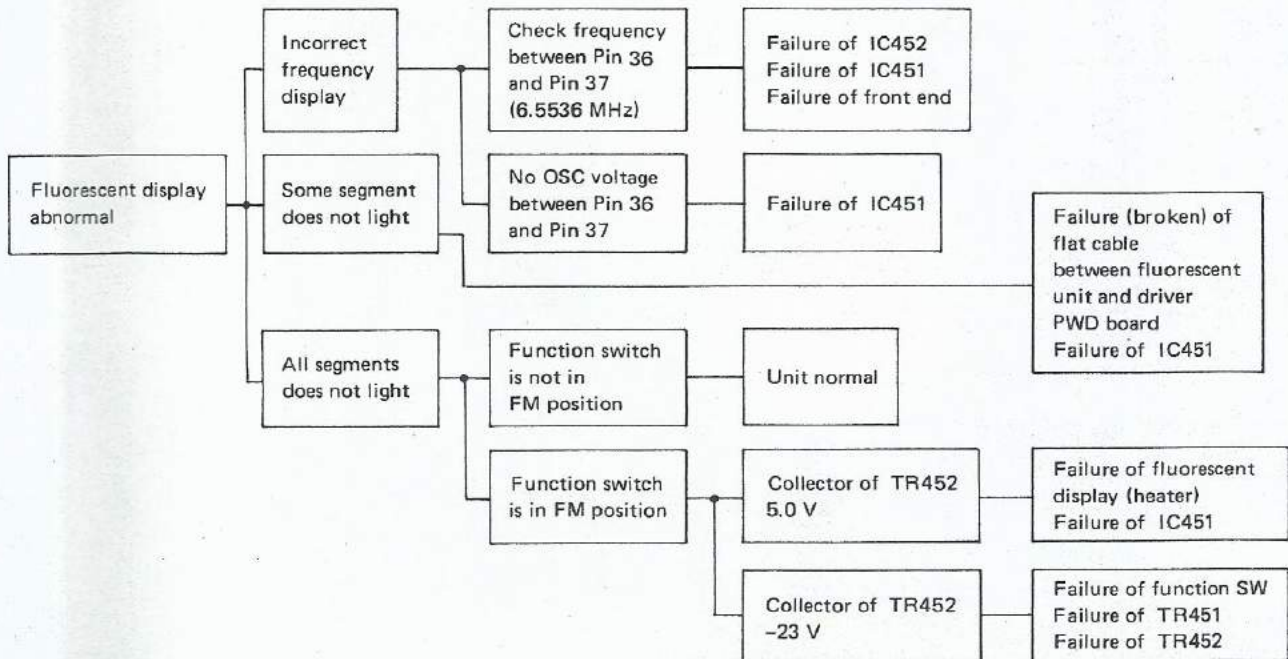 Incorrect
frequency
display
Check frequency
between Pin 36
and Pin 37
(6.5536 MHz)
Failure of IC452
Failure of IC451
Failure of front end
Fluorescent display
abnormal
Some segment
does not light
No OSC voltage
between Pin 36
and Pin 37
Failure of IC451
Failure (broken) of
flat cable
between fluorescent
unit and driver
PWD board
Failure of IC451
All segments
does not light
Function switch
is not in
FM position
Unit normal
Function switch
is in FM position
Collector of TR452
5.0 V
Failure of fluorescent
display (heater)
Failure of IC451
Collector of TR452
–23 V
Failure of function SW
Failure of TR451
Failure of TR452